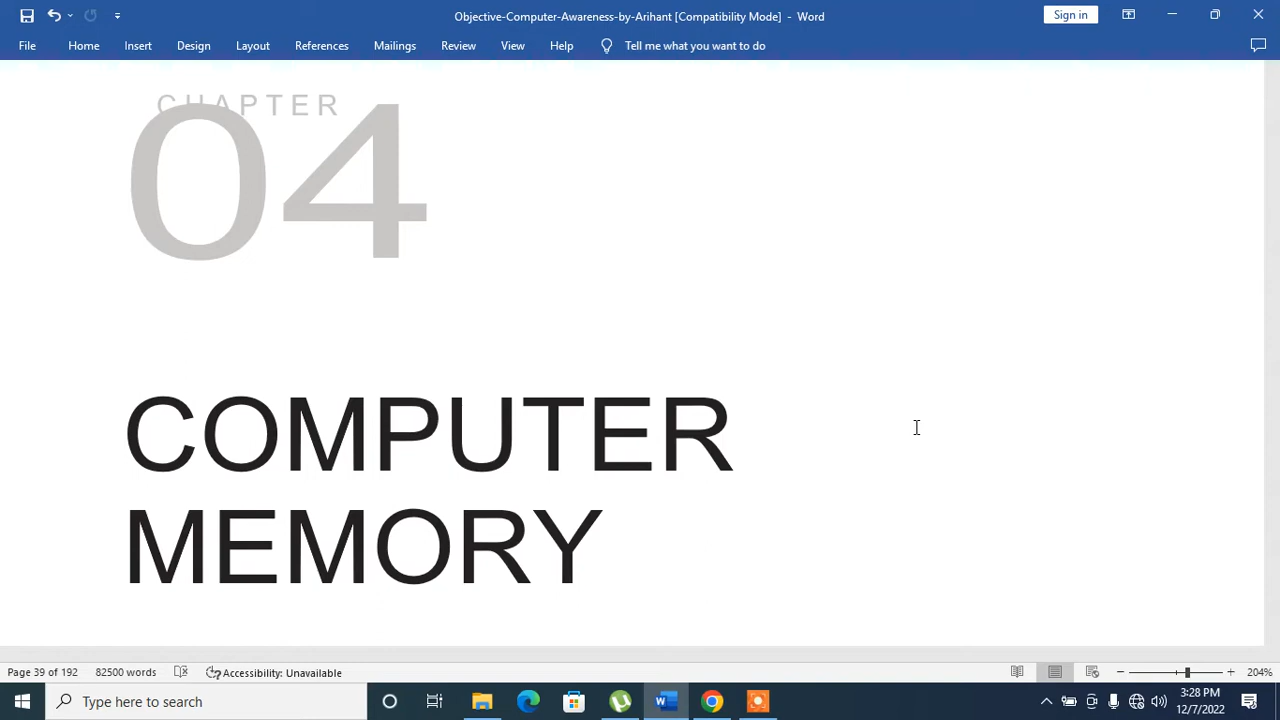 Objective-Computer-Awareness-by-Arihant [Compatibility Mode] - Word
Sign in
File Home Insert Design Layout References Mailings Review View Help Tell me what you want to do
CHAPTER
04
COMPUTER
MEMORY
Page 39 of 192 82500 words Accessibility: Unavailable 204%
Type here to search
3:28 PM
12/7/2022